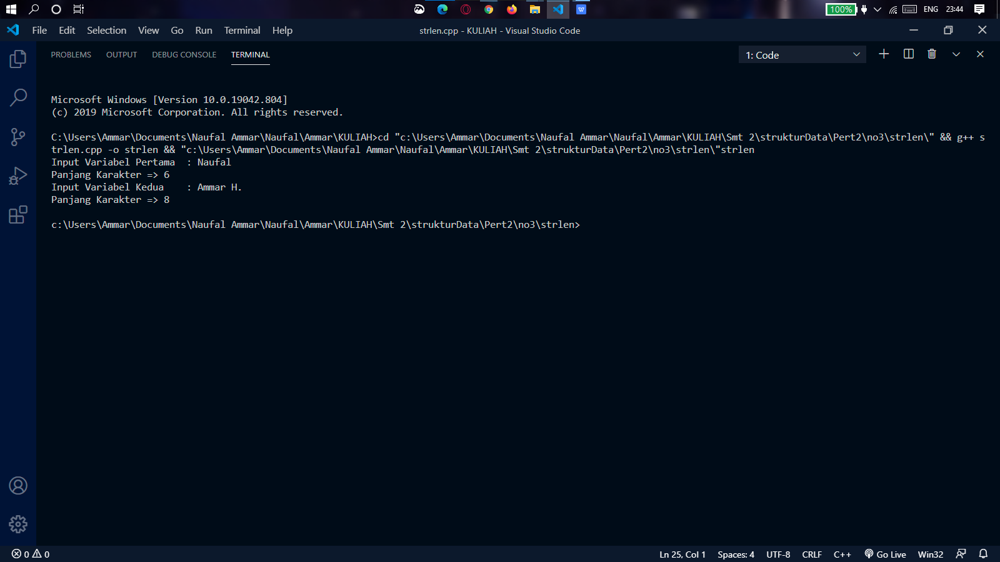 100% ENG 23:44
File Edit Selection View Go Run Terminal Help strlen.cpp - KULIAH - Visual Studio Code
PROBLEMS OUTPUT DEBUG CONSOLE TERMINAL 1: Code
Microsoft Windows [Version 10.0.19042.804]
(c) 2019 Microsoft Corporation. All rights reserved.
C:\Users\Ammar\Documents\Naufal Ammar\Naufal\Ammar\KULIAH>cd "c:\Users\Ammar\Documents\Naufal Ammar\Naufal\Ammar\KULIAH\Smt 2\strukturData\Pert2\no3\strlen\" && g++ s
trlen.cpp -o strlen && "c:\Users\Ammar\Documents\Naufal Ammar\Naufal\Ammar\KULIAH\Smt 2\strukturData\Pert2\no3\strlen\"strlen
Input Variabel Pertama  : Naufal
Panjang Karakter => 6
Input Variabel Kedua    : Ammar H.
Panjang Karakter => 8
c:\Users\Ammar\Documents\Naufal Ammar\Naufal\Ammar\KULIAH\Smt 2\strukturData\Pert2\no3\strlen>
0 0 Ln 25, Col 1 Spaces: 4 UTF-8 CRLF C++ Go Live Win32